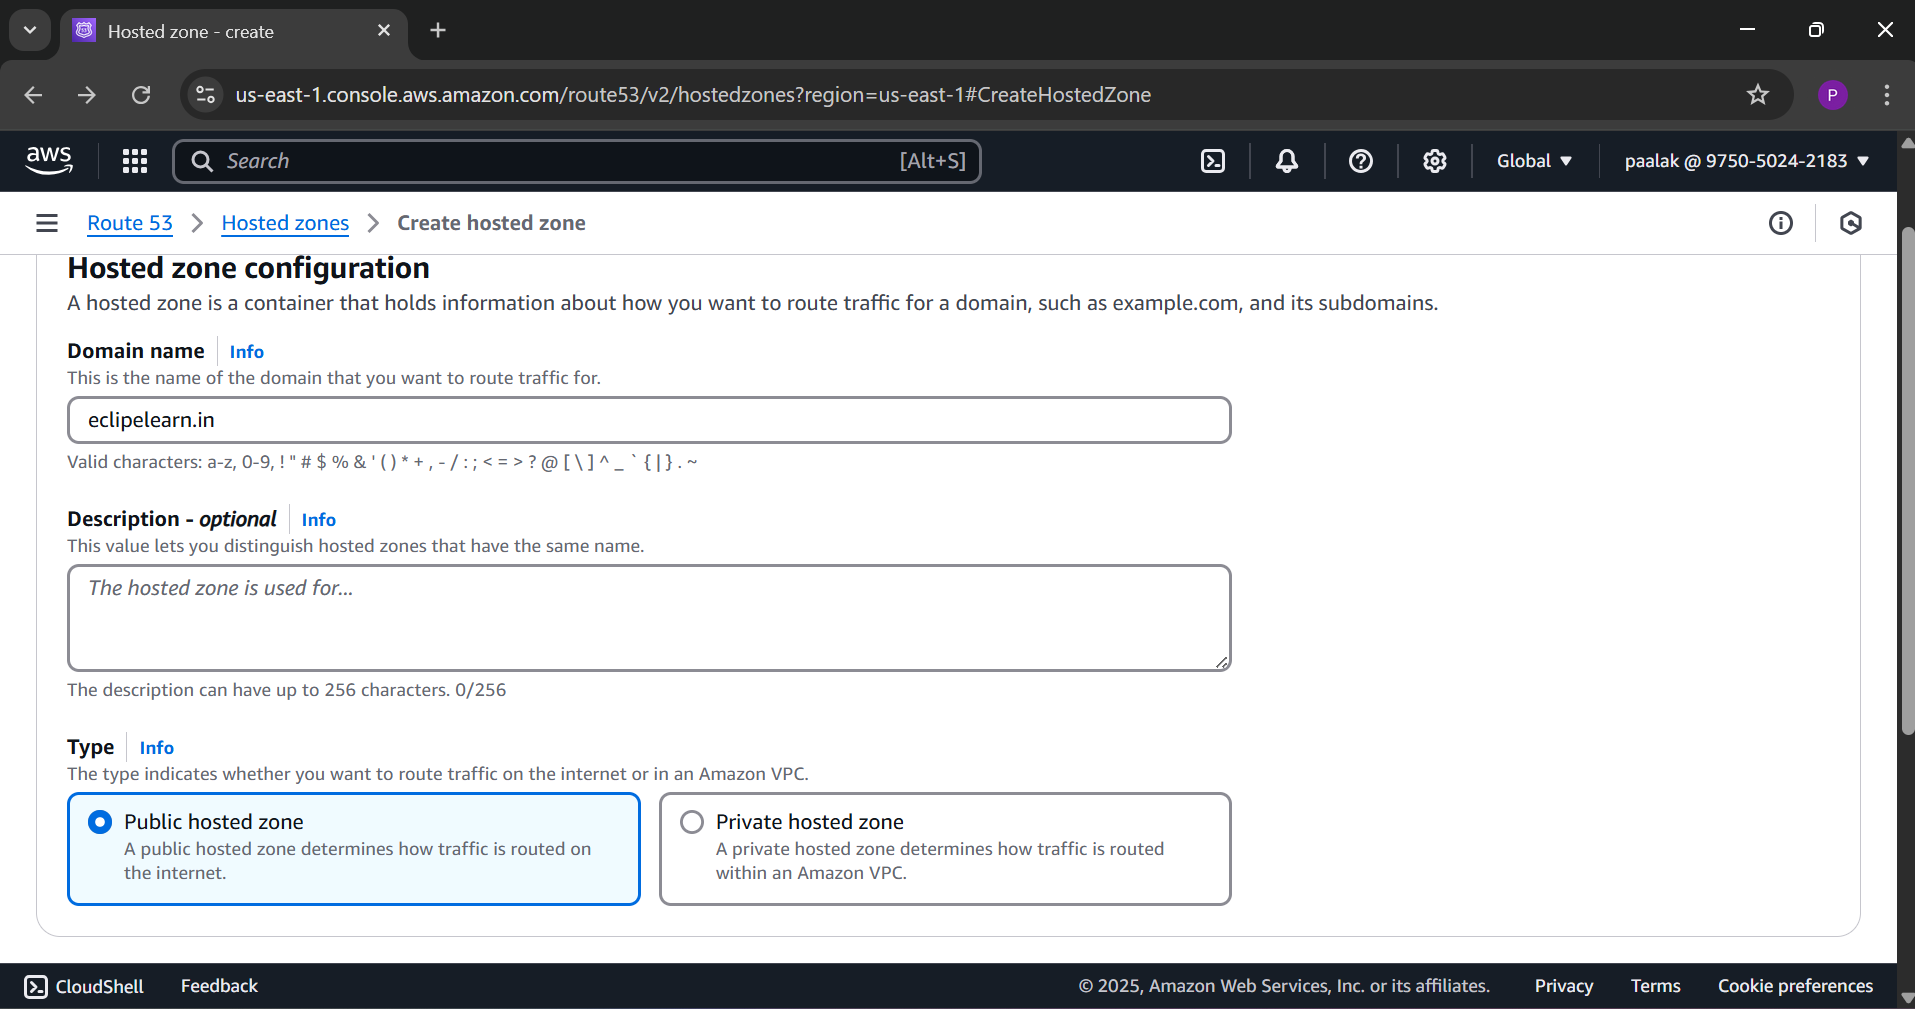 Hosted zone - create
us-east-1.console.aws.amazon.com/route53/v2/hostedzones?region=us-east-1#CreateHostedZone
P
aws
Search
[Alt+S]
Global
paalak @ 9750-5024-2183
Route 53
Hosted zones
Create hosted zone
Hosted zone configuration
A hosted zone is a container that holds information about how you want to route traffic for a domain, such as example.com, and its subdomains.
Domain name Info
This is the name of the domain that you want to route traffic for.
eclipelearn.in
Valid characters: a-z, 0-9, ! " # $ % & ' ( ) * + , - / : ; < = > ? @ [ \ ] ^ _ ` { | } . ~
Description - optional Info
This value lets you distinguish hosted zones that have the same name.
The hosted zone is used for...
The description can have up to 256 characters. 0/256
Type Info
The type indicates whether you want to route traffic on the internet or in an Amazon VPC.
Public hosted zone
A public hosted zone determines how traffic is routed on
the internet.
Private hosted zone
A private hosted zone determines how traffic is routed
within an Amazon VPC.
CloudShell
Feedback
© 2025, Amazon Web Services, Inc. or its affiliates.
Privacy
Terms
Cookie preferences